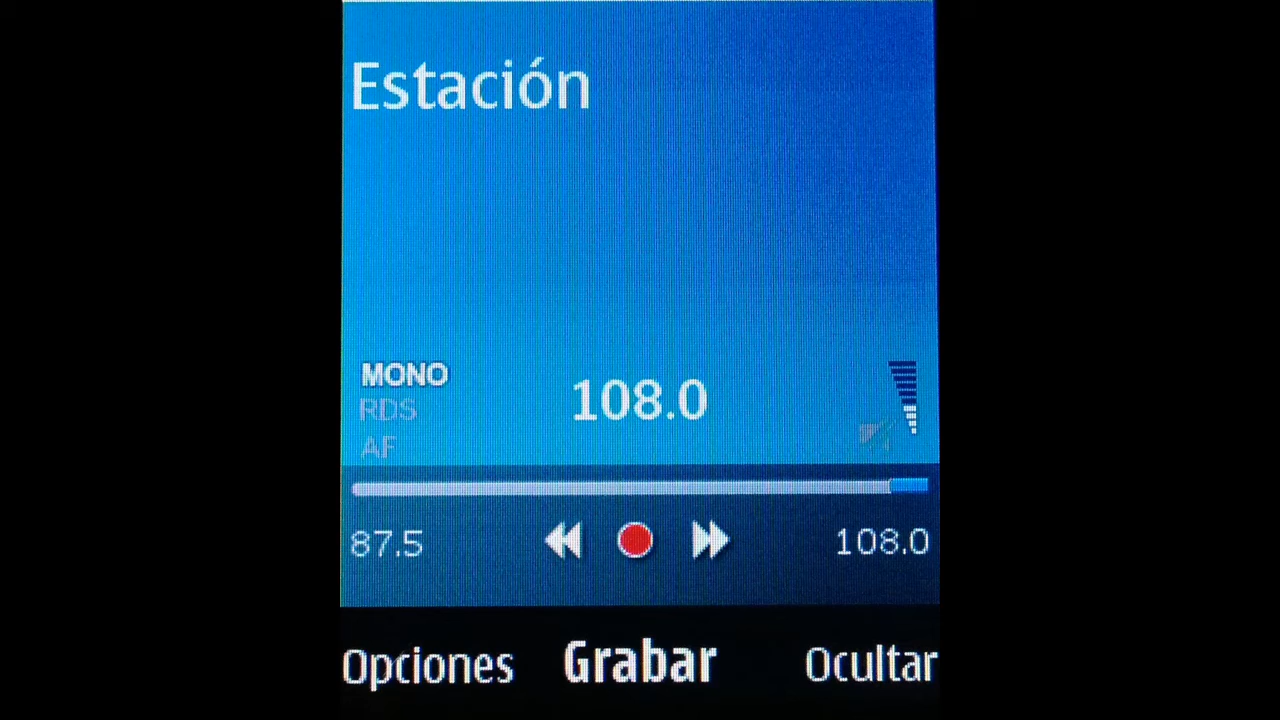 Estación
MONO
RDS
108.0
AF
87.5
108.0
Opciones Grabar Ocultar